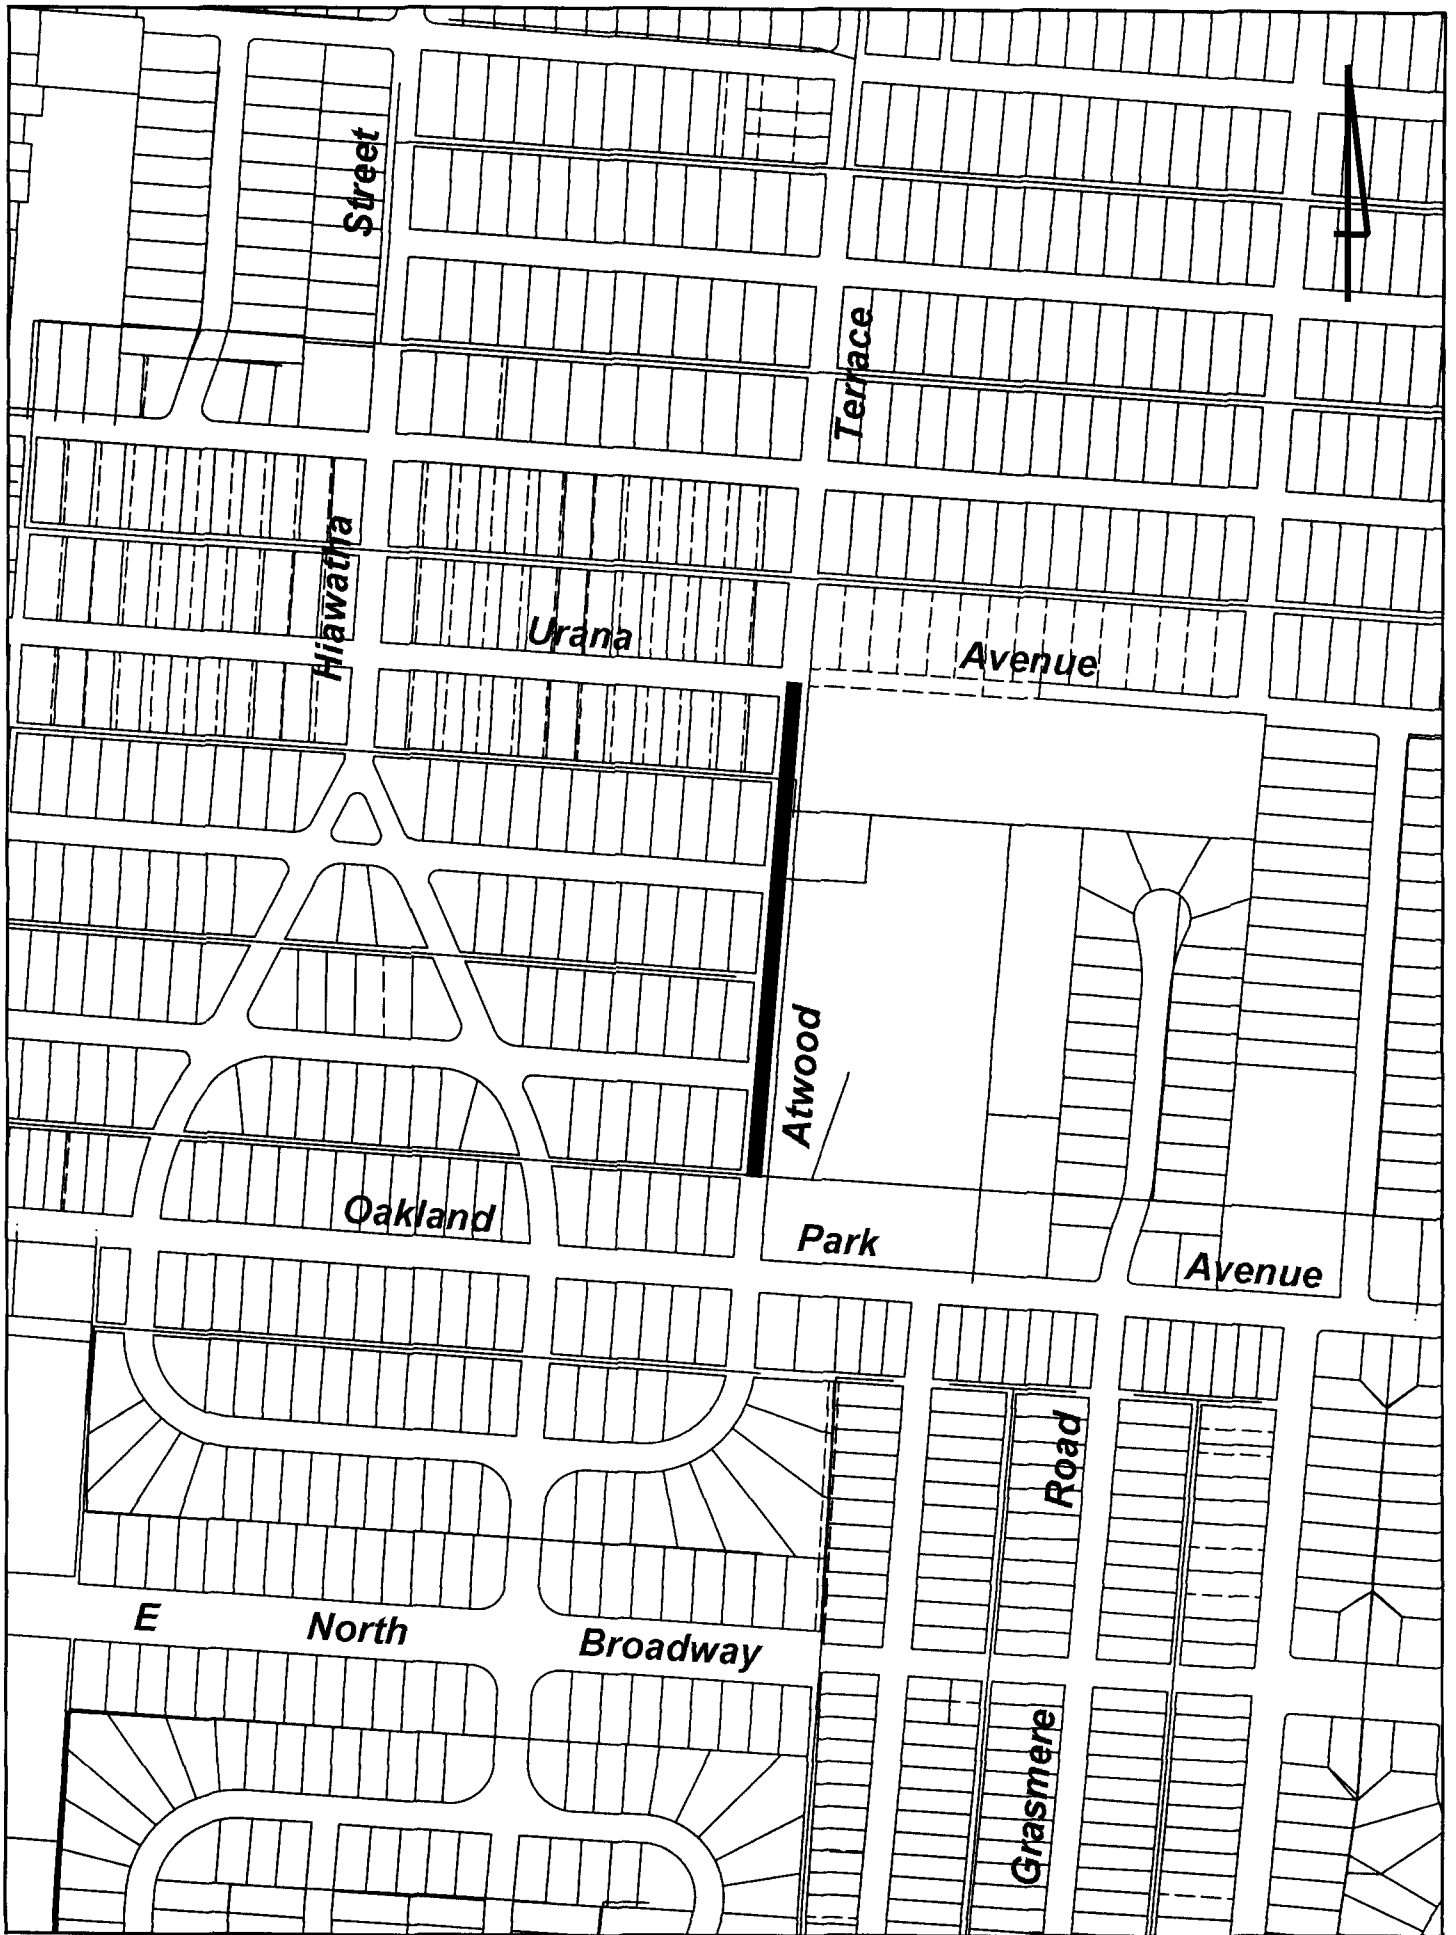 Hiawatha Street
Atwood Terrace
Urana Avenue
Oakland Park Avenue
E North Broadway
Grasmere Road